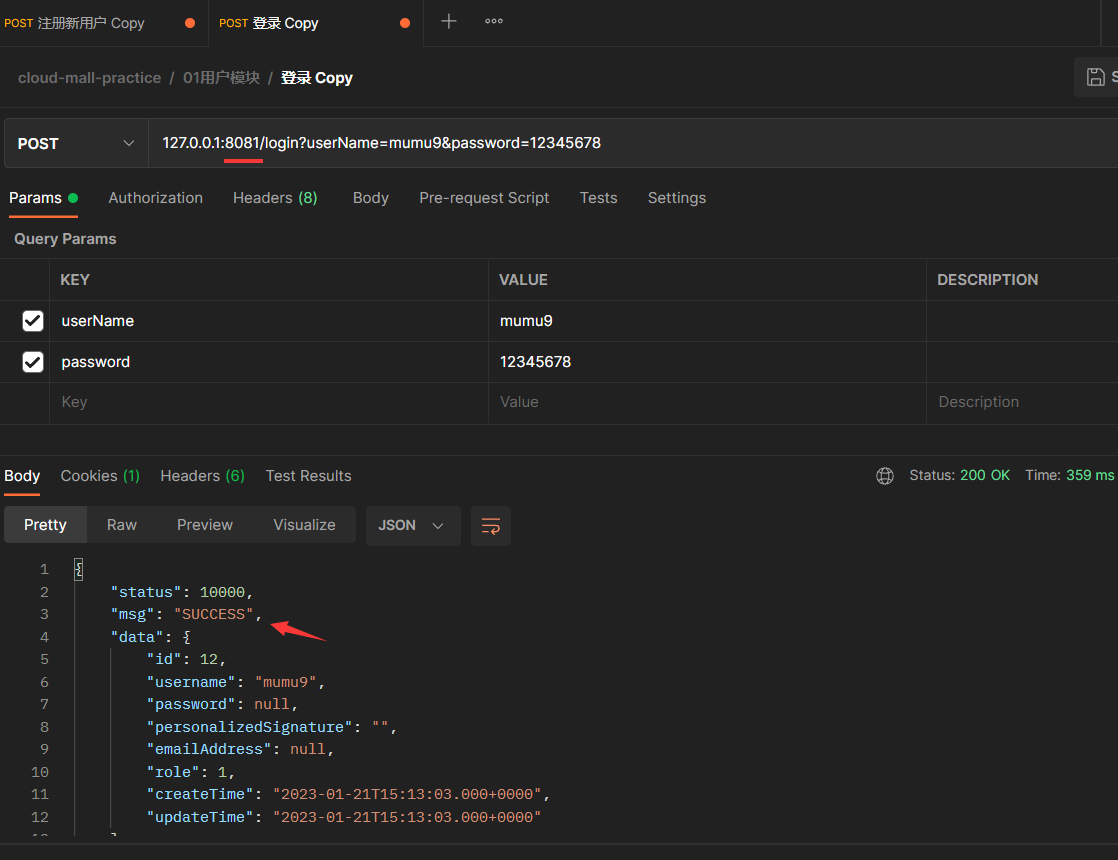 POST 注册新用户 Copy POST 登录 Copy
cloud-mall-practice / 01用户模块 / 登录 Copy
POST 127.0.0.1:8081/login?userName=mumu9&password=12345678
Params Authorization Headers (8) Body Pre-request Script Tests Settings
Query Params
KEY VALUE DESCRIPTION
userName mumu9
password 12345678
Key Value Description
Body Cookies (1) Headers (6) Test Results Status: 200 OK Time: 359 ms
Pretty Raw Preview Visualize JSON
1 {
2 "status": 10000,
3 "msg": "SUCCESS",
4 "data": {
5 "id": 12,
6 "username": "mumu9",
7 "password": null,
8 "personalizedSignature": "",
9 "emailAddress": null,
10 "role": 1,
11 "createTime": "2023-01-21T15:13:03.000+0000",
12 "updateTime": "2023-01-21T15:13:03.000+0000"